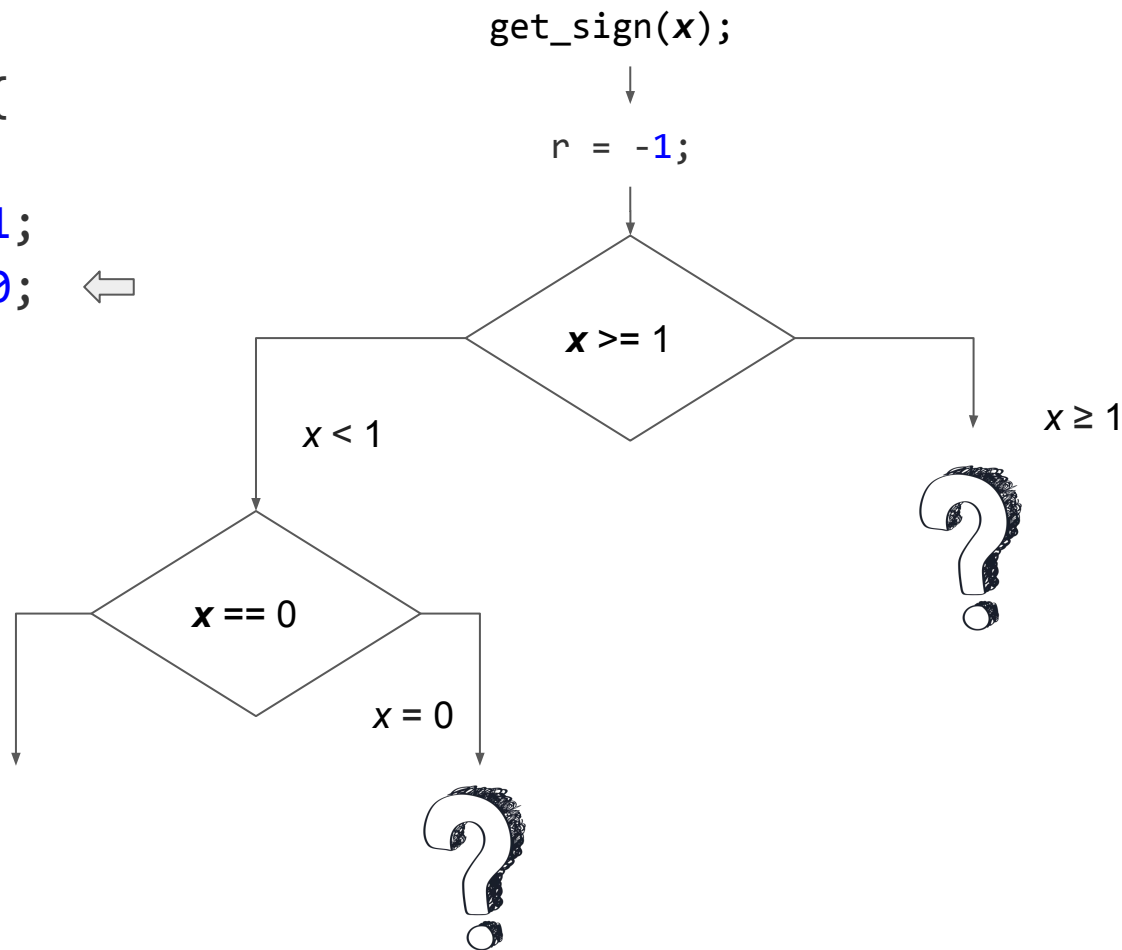 get_sign(x);
{
r = -1;
1;
0;
x >= 1
x ≥ 1
x < 1
x == 0
x = 0